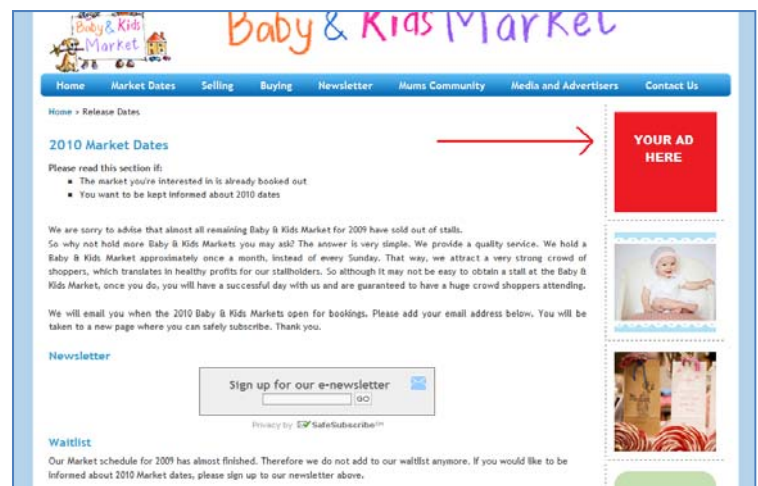 Baby & Kids
Market
Baby & Kids Market
Home Market Dates Selling Buying Newsletter Mums Community Media and Advertisers Contact Us
Home > Release Dates
YOUR AD
HERE
2010 Market Dates
Please read this section if:
The market you're interested in is already booked out
You want to be kept informed about 2010 dates
We are sorry to advise that almost all remaining Baby & Kids Market for 2009 have sold out of stalls.
So why not hold more Baby & Kids Markets you may ask? The answer is very simple. We provide a quality service. We hold a
Baby & Kids Market approximately once a month, instead of every Sunday. That way, we attract a very strong crowd of
shoppers, which translates in healthy profits for our stallholders. So although it may not be easy to obtain a stall at the Baby &
Kids Market, once you do, you will have a successful day with us and are guaranteed to have a huge crowd shoppers attending.
We will email you when the 2010 Baby & Kids Markets open for bookings. Please add your email address below. You will be
taken to a new page where you can safely subscribe. Thank you.
Newsletter
Sign up for our e-newsletter
GO
Privacy by SafeSubscribe
Waitlist
Our Market schedule for 2009 has almost finished. Therefore we do not add to our waitlist anymore. If you would like to be
informed about 2010 Market dates, please sign up to our newsletter above.